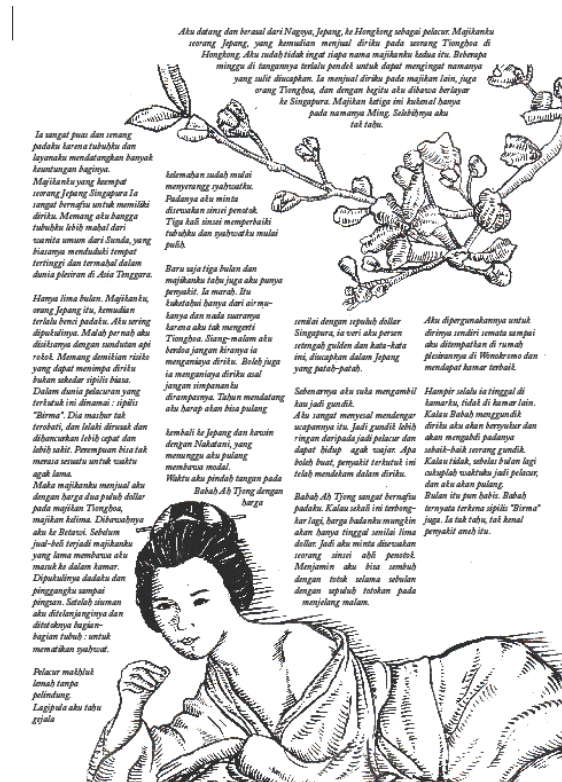 Aku datang dan berasal dari Nagoya, Jepang, ke Hongkong sebagai pelacur. Majikanku
seorang Jepang, yang kemudian menjual diriku pada seorang Tionghoa di
Hongkong. Aku sudah tidak ingat siapa nama majikanku kedua itu. Beberapa
minggu di tangannya terlalu pendek untuk dapat mengingat namanya
yang sulit diucapkan. Ia menjual diriku pada majikan lain, juga
orang Tionghoa, dan dengan begitu aku dibawa berlayar
ke Singapura. Majikan ketiga ini kukenal hanya
pada namanya Ming. Selebihnya aku
tak tahu.
Ia sangat puas dan senang
padaku karena tubuhku dan
layanaku mendatangkan banyak
keuntungan baginya.
Majikanku yang keempat
seorang Jepang Singapura Ia
sangat bernafsu untuk memiliki
diriku. Memang aku bangga
tubuhku lebih mahal dari
wanita umum dari Sunda, yang
biasanya menduduki tempat
tertinggi dan termahal dalam
dunia plesiran di Asia Tenggara.
Hanya lima bulan. Majikanku,
orang Jepang itu, kemudian
terlalu benci padaku. Aku sering
dipukulinya. Malah pernah aku
disiksanya dengan sundutan api
rokok. Memang demikian risiko
yang dapat menimpa diriku
bukan sekedar sipilis biasa.
Dalam dunia pelacuran yang
terkutuk ini dinamai : sipilis
"Birma". Dia mashur tak
terobati, dan lelaki dirusak dan
dihancurkan lebih cepat dan
lebih sakit. Perempuan bisa tak
merasa sesuatu untuk waktu
agak lama.
Maka majikanku menjual aku
dengan harga dua puluh dollar
pada majikan Tionghoa,
majikan kelima. Dibawahnya
aku ke Betawi. Sebelum
jual-beli terjadi majikanku
yang lama membawa aku
masuk ke dalam kamar.
Dipukulinya dadaku dan
pinggangku sampai
pingsan. Setelah siuman
aku ditelanjanginya dan
ditotoknya bagian-
bagian tubuh : untuk
mematikan syahwat.
Pelacur makhluk
lemah tanpa
pelindung.
Lagipula aku tahu
gejala
kelemahan sudah mulai
menyerangg syahwatku.
Padanya aku minta
disewakan sinsei penotok.
Tiga kali sinsei memperbaiki
tubuhku dan syahwatku mulai
pulih.
Baru saja tiga bulan dan
majikanku tahu juga aku punya
penyakit. Ia marah. Itu
kuketahui hanya dari airmu-
kanya dan nada suaranya
karena aku tak mengerti
Tionghoa. Siang-malam aku
berdoa jangan kiranya ia
menganiaya diriku. Boleh juga
ia menganiaya diriku asal
jangan simpananku
dirampasnya. Tahun mendatang
aku harap akan bisa pulang
kembali ke Jepang dan kawin
dengan Nakatani, yang
menunggu aku pulang
membawa modal.
Waktu aku pindah tangan pada
Babah Ah Tjong dengan
harga
senilai dengan sepuluh dollar
Singapura, ia veri aku persen
setengah gulden dan kata-kata
ini, diucapkan dalam Jepang
yang patah-patah.
Sebenarnya aku suka mengambil
kau jadi gundik.
Aku sangat menyesal mendengar
ucapannya itu. Jadi gundik lebih
ringan daripada jadi pelacur dan
dapat hidup agak wajar. Apa
boleh buat, penyakit terkutuk ini
telah mendekam dalam diriku.
Babah Ah Tjong sangat bernafsu
padaku. Kalau sekali ini terbong-
kar lagi, harga badanku mungkin
akan hanya tinggal senilai lima
dollar. Jadi aku minta disewakan
seorang sinsei ahli penotok.
Menjamin aku bisa sembuh
dengan totok selama sebulan
dengan sepuluh totokan pada
menjelang malam.
Aku dipergunakannya untuk
dirinya sendiri semata sampai
aku ditempatkan di rumah
plesirannya di Wonokromo dan
mendapat kamar terbaik.
Hampir selalu ia tinggal di
kamarku, tidak di kamar lain.
Kalau Babah menggundik
diriku aku akan bersyukur dan
akan mengabdi padanya
sebaik-baik seorang gundik.
Kalau tidak, sebelas bulan lagi
cukuplah waktuku jadi pelacur,
dan aku akan pulang.
Bulan itu pun habis. Babah
ternyata terkena sipilis "Birma"
juga. Ia tak tahu, tak kenal
penyakit aneh itu.